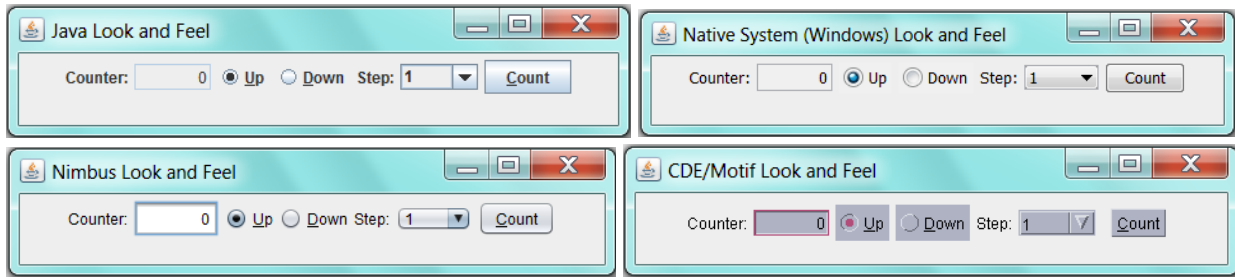 Java Look and Feel
Counter: 0 Up Down Step: 1 Count
Native System (Windows) Look and Feel
Counter: 0 Up Down Step: 1 Count
Nimbus Look and Feel
Counter: 0 Up Down Step: 1 Count
CDE/Motif Look and Feel
Counter: 0 Up Down Step: 1 Count